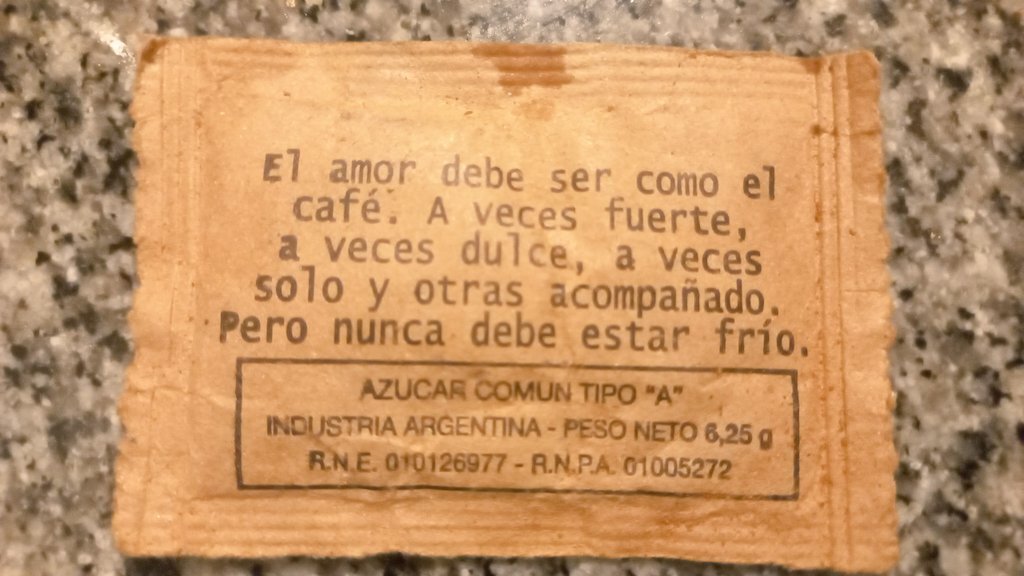 El amor debe ser como el
café. A veces fuerte,
a veces dulce, a veces
solo y otras acompañado.
Pero nunca debe estar frío.
AZUCAR COMUN TIPO "A"
INDUSTRIA ARGENTINA - PESO NETO 6,25 g
R.N.E. 010126977 - R.N.P.A. 01005272